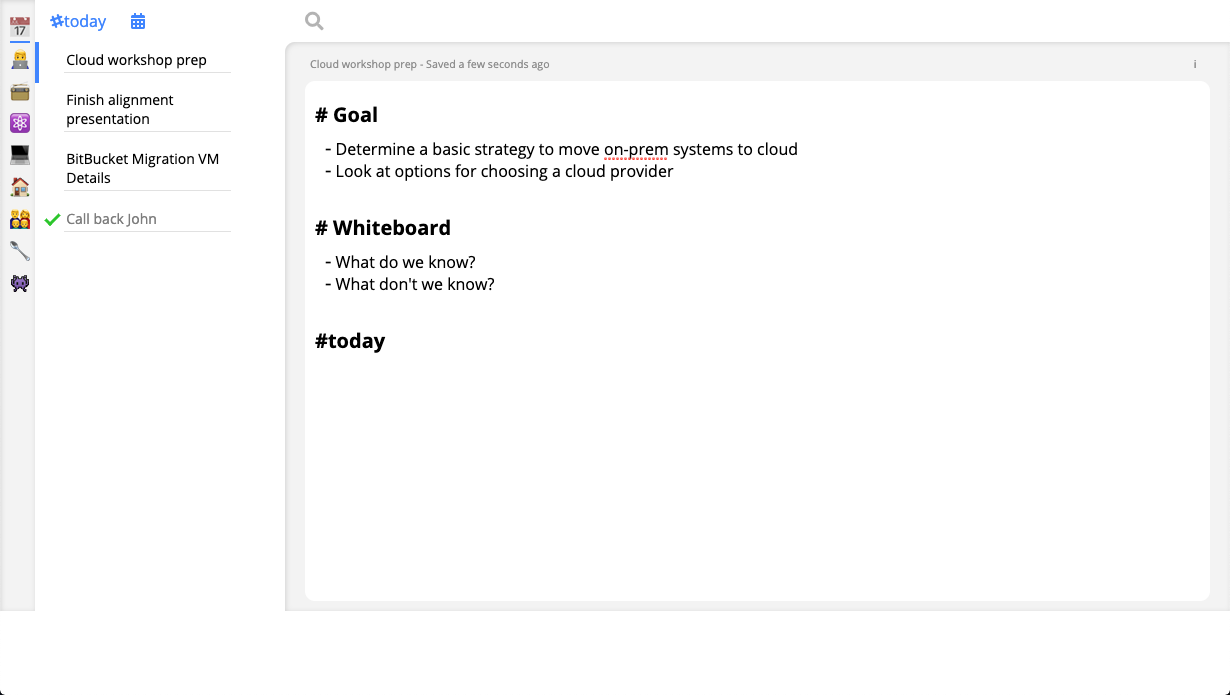 17
#today
Cloud workshop prep
Finish alignment
presentation
BitBucket Migration VM
Details
Call back John
Cloud workshop prep - Saved a few seconds ago
i
# Goal
- Determine a basic strategy to move on-prem systems to cloud
- Look at options for choosing a cloud provider
# Whiteboard
- What do we know?
- What don't we know?
#today